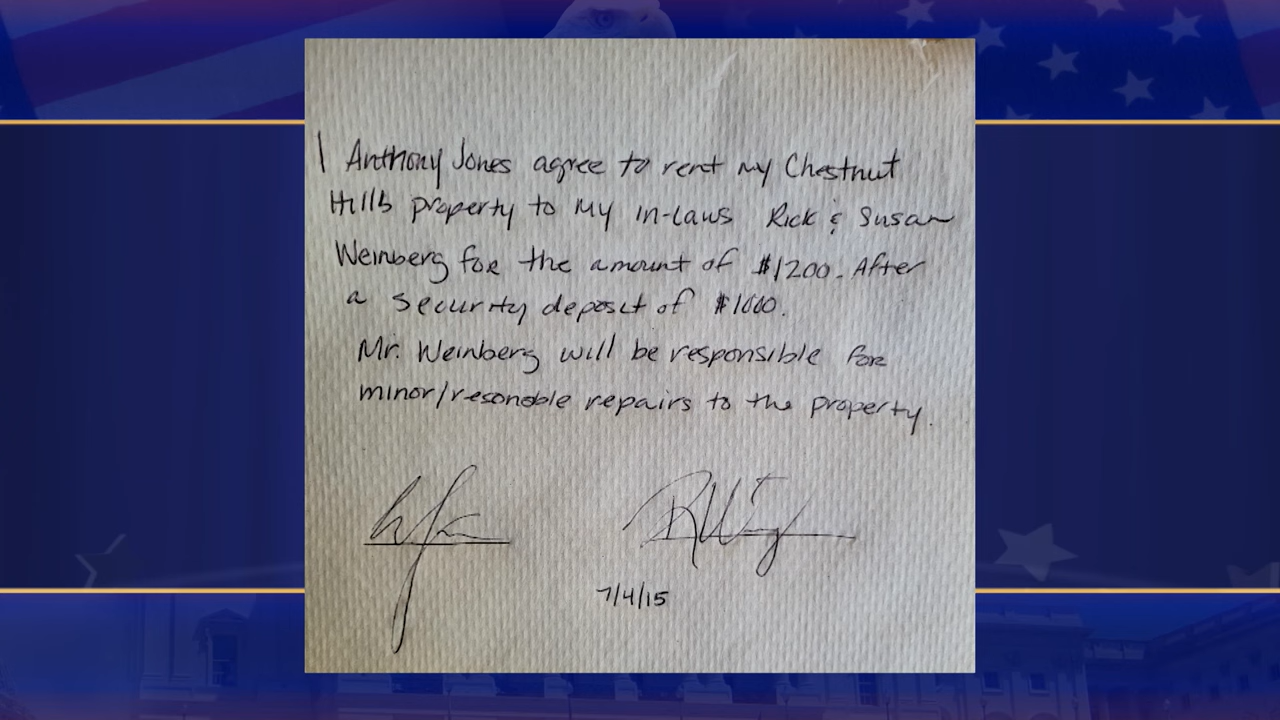 I Anthony Jones agree to rent my Chestnut
Hills property to my in-laws Rick & Susan
Weinberg for the amount of $1200. After
a security deposit of $1000.
Mr. Weinberg will be responsible for
minor/resonable repairs to the property.
7/4/15